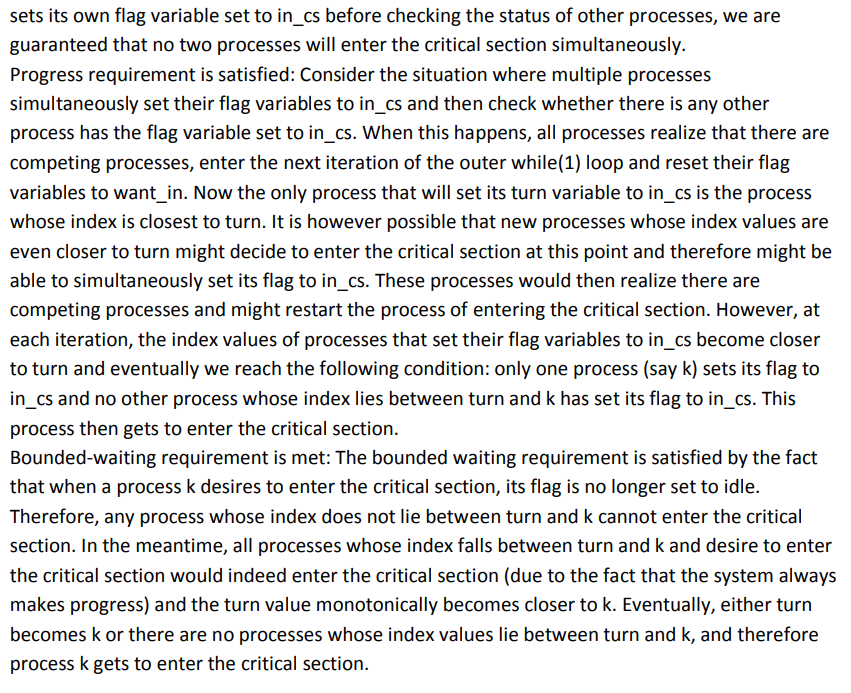 sets its own flag variable set to in_cs before checking the status of other processes, we are
guaranteed that no two processes will enter the critical section simultaneously.
Progress requirement is satisfied: Consider the situation where multiple processes
simultaneously set their flag variables to in_cs and then check whether there is any other
process has the flag variable set to in_cs. When this happens, all processes realize that there are
competing processes, enter the next iteration of the outer while(1) loop and reset their flag
variables to want_in. Now the only process that will set its turn variable to in_cs is the process
whose index is closest to turn. It is however possible that new processes whose index values are
even closer to turn might decide to enter the critical section at this point and therefore might be
able to simultaneously set its flag to in_cs. These processes would then realize there are
competing processes and might restart the process of entering the critical section. However, at
each iteration, the index values of processes that set their flag variables to in_cs become closer
to turn and eventually we reach the following condition: only one process (say k) sets its flag to
in_cs and no other process whose index lies between turn and k has set its flag to in_cs. This
process then gets to enter the critical section.
Bounded-waiting requirement is met: The bounded waiting requirement is satisfied by the fact
that when a process k desires to enter the critical section, its flag is no longer set to idle.
Therefore, any process whose index does not lie between turn and k cannot enter the critical
section. In the meantime, all processes whose index falls between turn and k and desire to enter
the critical section would indeed enter the critical section (due to the fact that the system always
makes progress) and the turn value monotonically becomes closer to k. Eventually, either turn
becomes k or there are no processes whose index values lie between turn and k, and therefore
process k gets to enter the critical section.